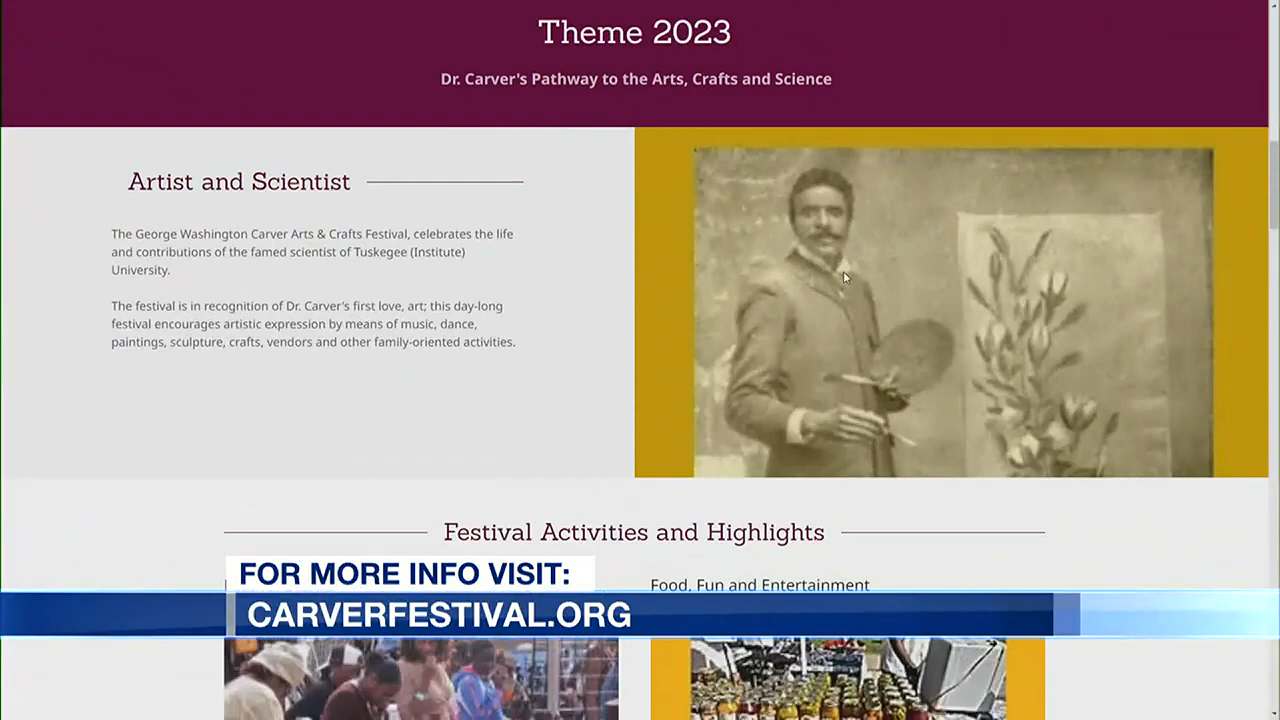 Theme 2023
Dr. Carver's Pathway to the Arts, Crafts and Science
Artist and Scientist
The George Washington Carver Arts & Crafts Festival, celebrates the life
and contributions of the famed scientist of Tuskegee (Institute)
University.
The festival is in recognition of Dr. Carver's first love, art; this day-long
festival encourages artistic expression by means of music, dance,
paintings, sculpture, crafts, vendors and other family-oriented activities.
Festival Activities and Highlights
Food, Fun and Entertainment
FOR MORE INFO VISIT:
CARVERFESTIVAL.ORG